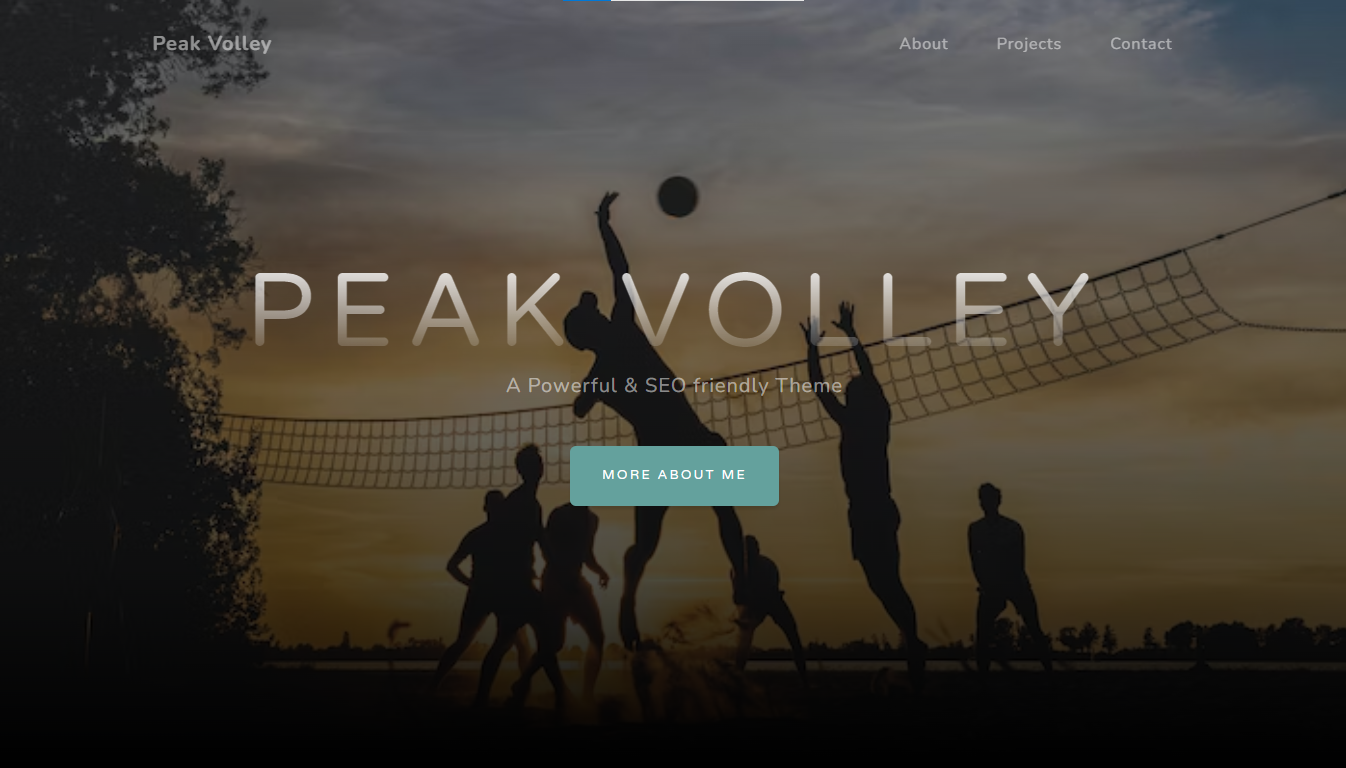 Peak Volley
About Projects Contact
PEAK VOLLEY
A Powerful & SEO friendly Theme
MORE ABOUT ME